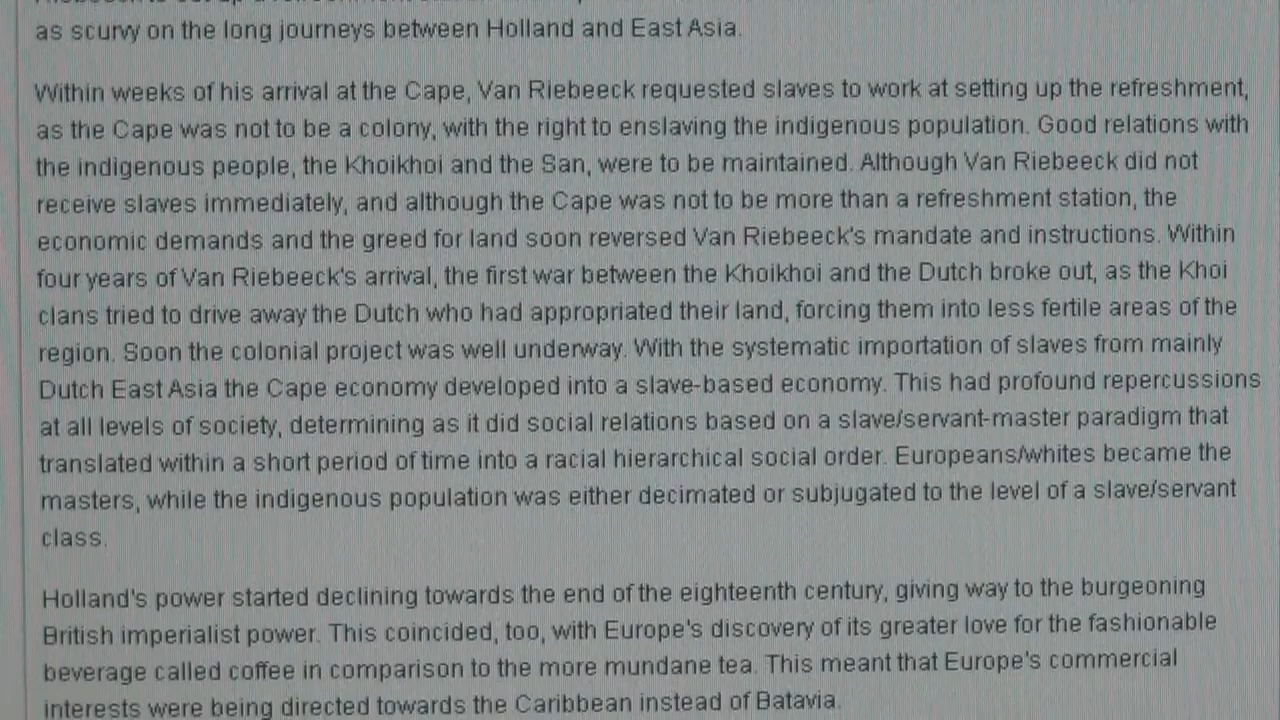 as scurvy on the long journeys between Holland and East Asia.
Within weeks of his arrival at the Cape, Van Riebeeck requested slaves to work at setting up the refreshment,
as the Cape was not to be a colony, with the right to enslaving the indigenous population. Good relations with
the indigenous people, the Khoikhoi and the San, were to be maintained. Although Van Riebeeck did not
receive slaves immediately, and although the Cape was not to be more than a refreshment station, the
economic demands and the greed for land soon reversed Van Riebeeck's mandate and instructions. Within
four years of Van Riebeeck's arrival, the first war between the Khoikhoi and the Dutch broke out, as the Khoi
clans tried to drive away the Dutch who had appropriated their land, forcing them into less fertile areas of the
region. Soon the colonial project was well underway. With the systematic importation of slaves from mainly
Dutch East Asia the Cape economy developed into a slave-based economy. This had profound repercussions
at all levels of society, determining as it did social relations based on a slave/servant-master paradigm that
translated within a short period of time into a racial hierarchical social order. Europeans/whites became the
masters, while the indigenous population was either decimated or subjugated to the level of a slave/servant
class.
Holland's power started declining towards the end of the eighteenth century, giving way to the burgeoning
British imperialist power. This coincided, too, with Europe's discovery of its greater love for the fashionable
beverage called coffee in comparison to the more mundane tea. This meant that Europe's commercial
interests were being directed towards the Caribbean instead of Batavia.